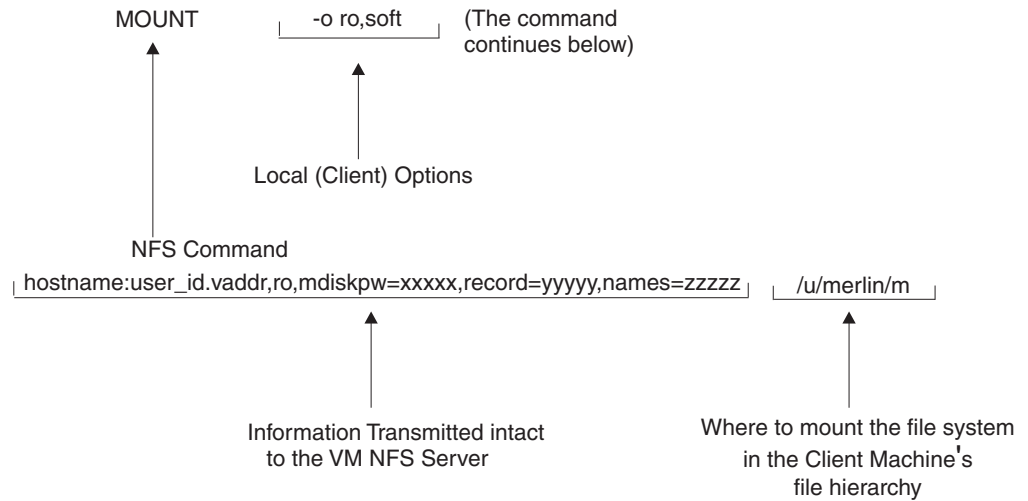 MOUNT
-o ro,soft
(The command
continues below)
Local (Client) Options
NFS Command
hostname:user_id.vaddr,ro,mdiskpw=xxxxx,record=yyyyy,names=zzzzz
/u/merlin/m
Information Transmitted intact
to the VM NFS Server
Where to mount the file system
in the Client Machine's
file hierarchy